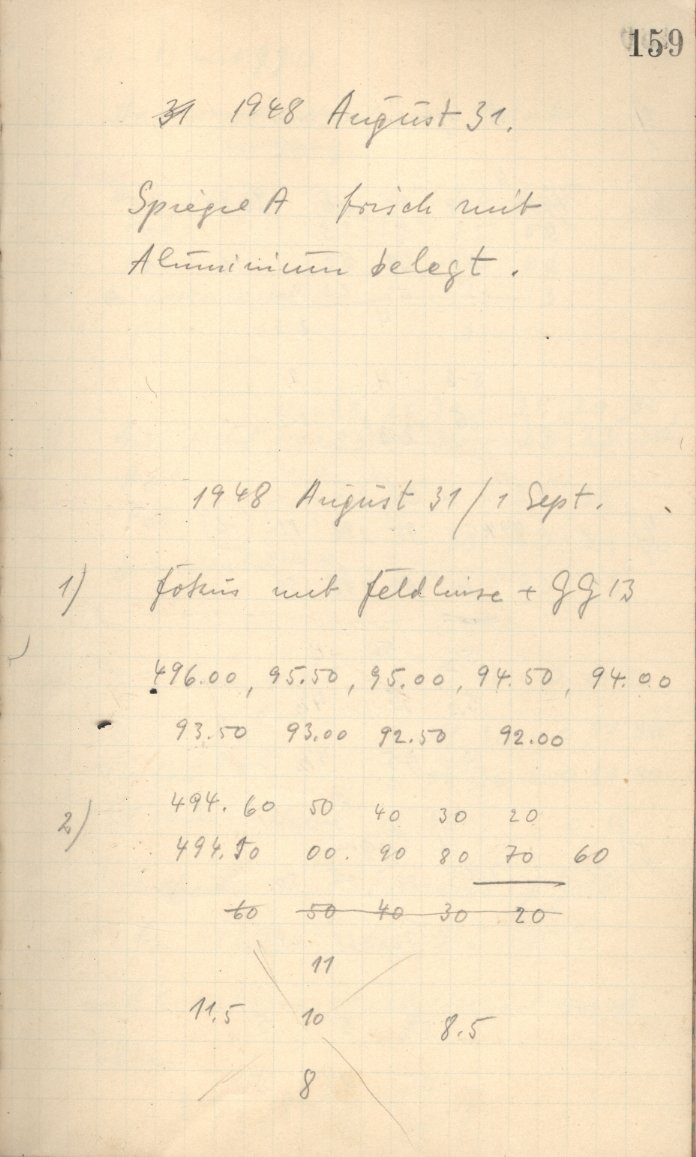 159
31 1948 August 31.
Spiegel A frisch mit
Aluminium belegt.
1948 August 31/1 Sept.
1) Fokus mit Feldlinse + GG 13
496.00, 95.50, 95.00, 94.50, 94.00
93.50 93.00 92.50 92.00
2) 494.60 50 40 30 20
494.10 00. 90 80 70 60
60 50 40 30 20
11
11.5 10 8.5
8